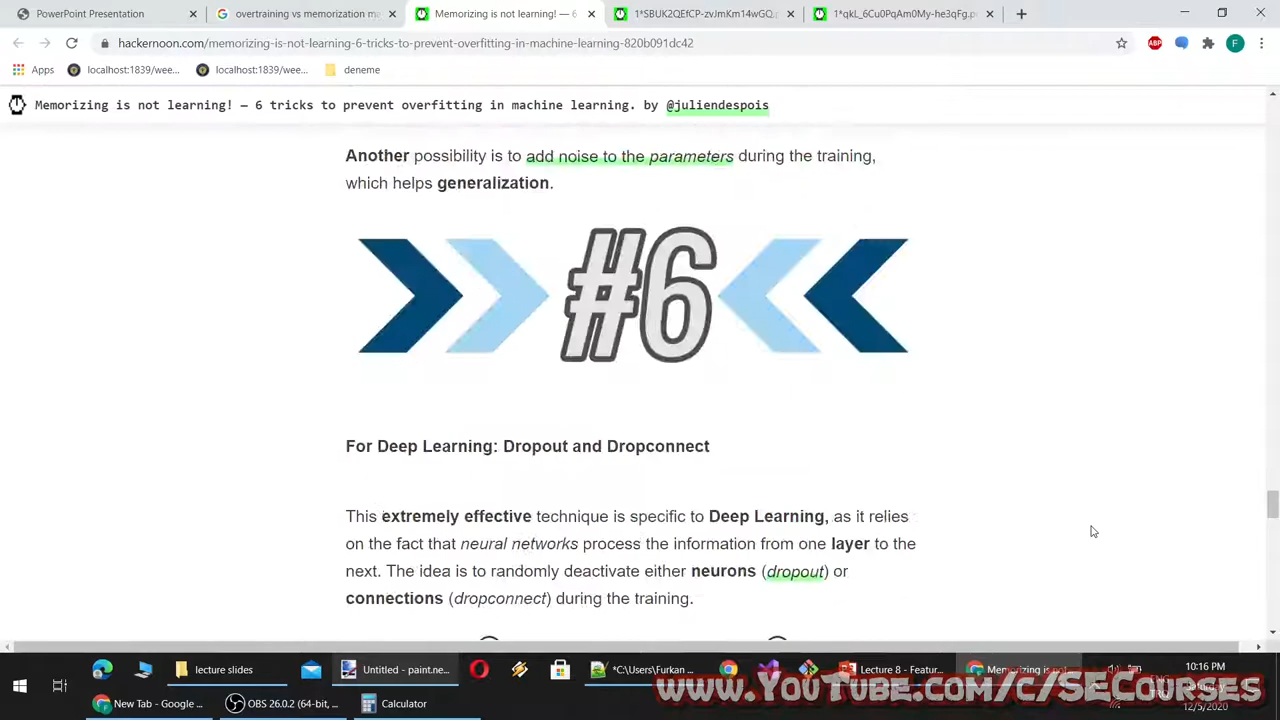 PowerPoint Presentation
overtraining vs memorization ma
Memorizing is not learning! — 6
1*SBUK2QEfCP-zvJmKm14wGQ.p
1*qkL_6Cu0PqAm0My-he3qFg.p
hackernoon.com/memorizing-is-not-learning-6-tricks-to-prevent-overfitting-in-machine-learning-820b091dc42
ABP
F
Apps
localhost:1839/wee...
localhost:1839/wee...
deneme
Memorizing is not learning! — 6 tricks to prevent overfitting in machine learning. by @juliendespois
Another possibility is to add noise to the parameters during the training,
which helps generalization.
#6
For Deep Learning: Dropout and Dropconnect
This extremely effective technique is specific to Deep Learning, as it relies
on the fact that neural networks process the information from one layer to the
next. The idea is to randomly deactivate either neurons (dropout) or
connections (dropconnect) during the training.
lecture slides
Untitled - paint.ne...
*C:\Users\Furkan ...
Lecture 8 - Featur...
Memorizing is not...
ENG
TRQ
10:16 PM
Saturday
12/5/2020
New Tab - Google ...
OBS 26.0.2 (64-bit, ...
Calculator
www.YouTube.com/c/SECourses